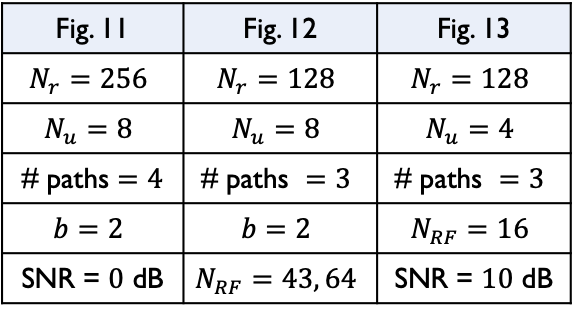 Fig. 11 Fig. 12 Fig. 13
N_r = 256 N_r = 128 N_r = 128
N_u = 8 N_u = 8 N_u = 4
# paths = 4 # paths = 3 # paths = 3
b = 2 b = 2 N_{RF} = 16
SNR = 0 dB N_{RF} = 43, 64 SNR = 10 dB